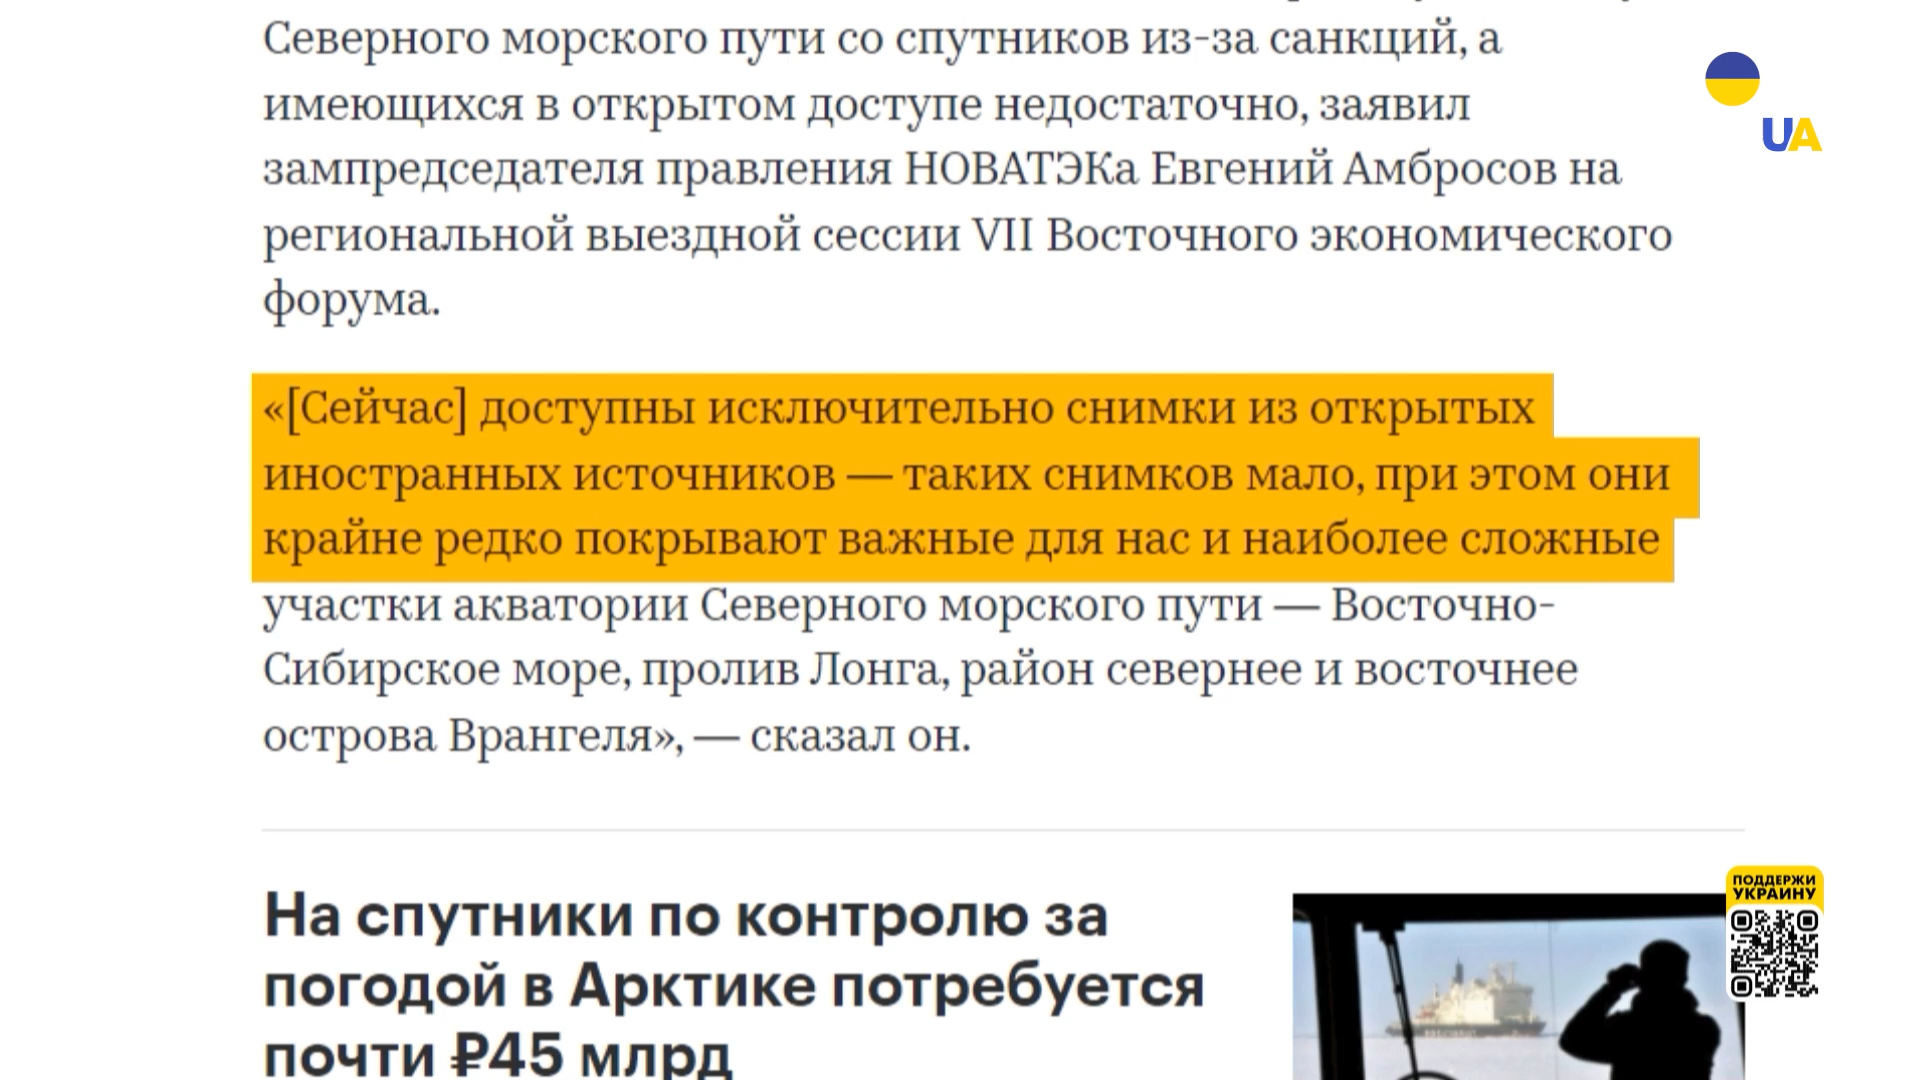 Северного морского пути со спутников из-за санкций, а
имеющихся в открытом доступе недостаточно, заявил
зампредседателя правления НОВАТЭКа Евгений Амбросов на
региональной выездной сессии VII Восточного экономического
форума.
«[Сейчас] доступны исключительно снимки из открытых
иностранных источников — таких снимков мало, при этом они
крайне редко покрывают важные для нас и наиболее сложные
участки акватории Северного морского пути — Восточно-
Сибирское море, пролив Лонга, район севернее и восточнее
острова Врангеля», — сказал он.
На спутники по контролю за
погодой в Арктике потребуется
почти ₽45 млрд
UA
ПОДДЕРЖИ
УКРАИНУ